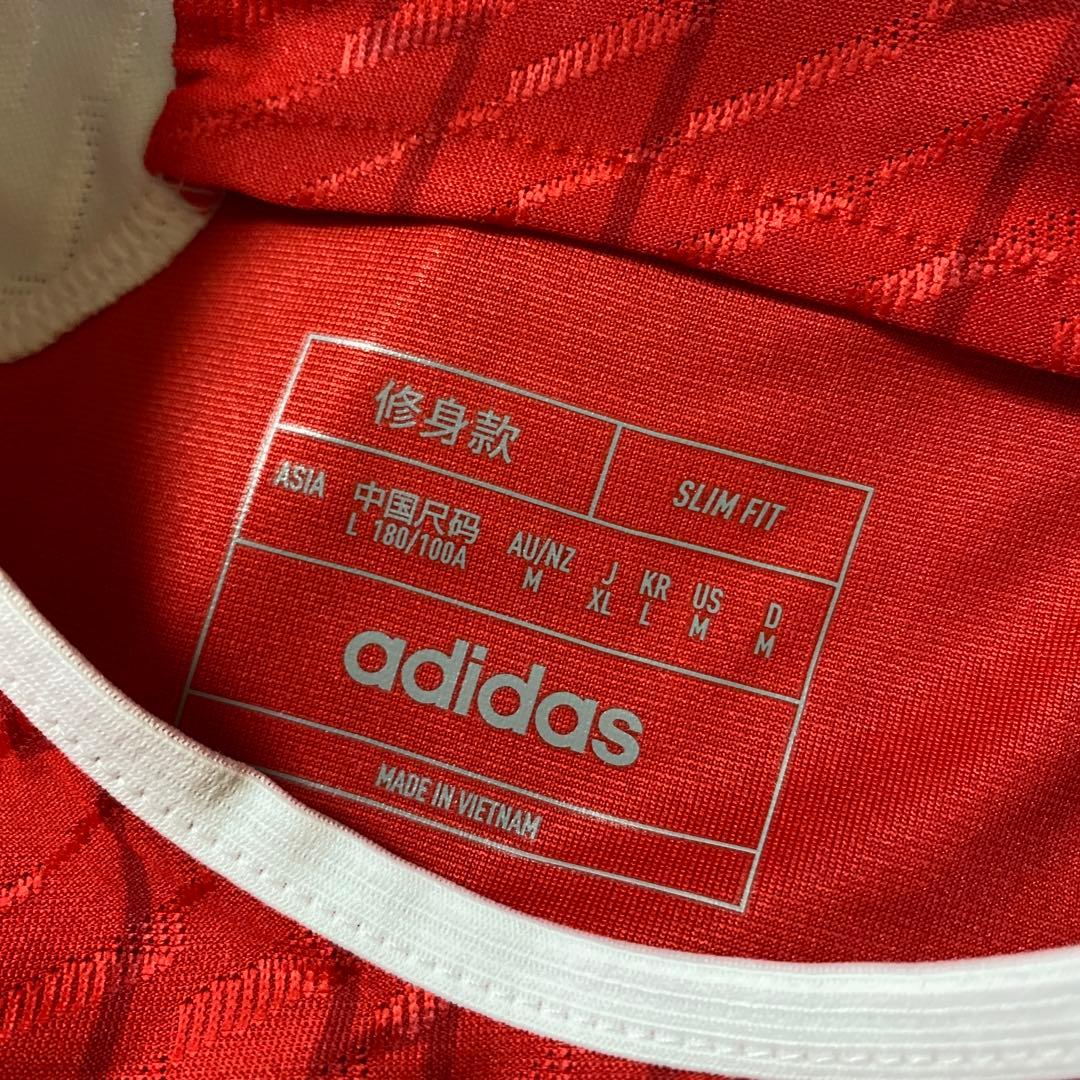 修身款 SLIM FIT
ASIA 中国尺码 AU/NZ J KR US D
L 180/100A M XL L M M
adidas
MADE IN VIETNAM